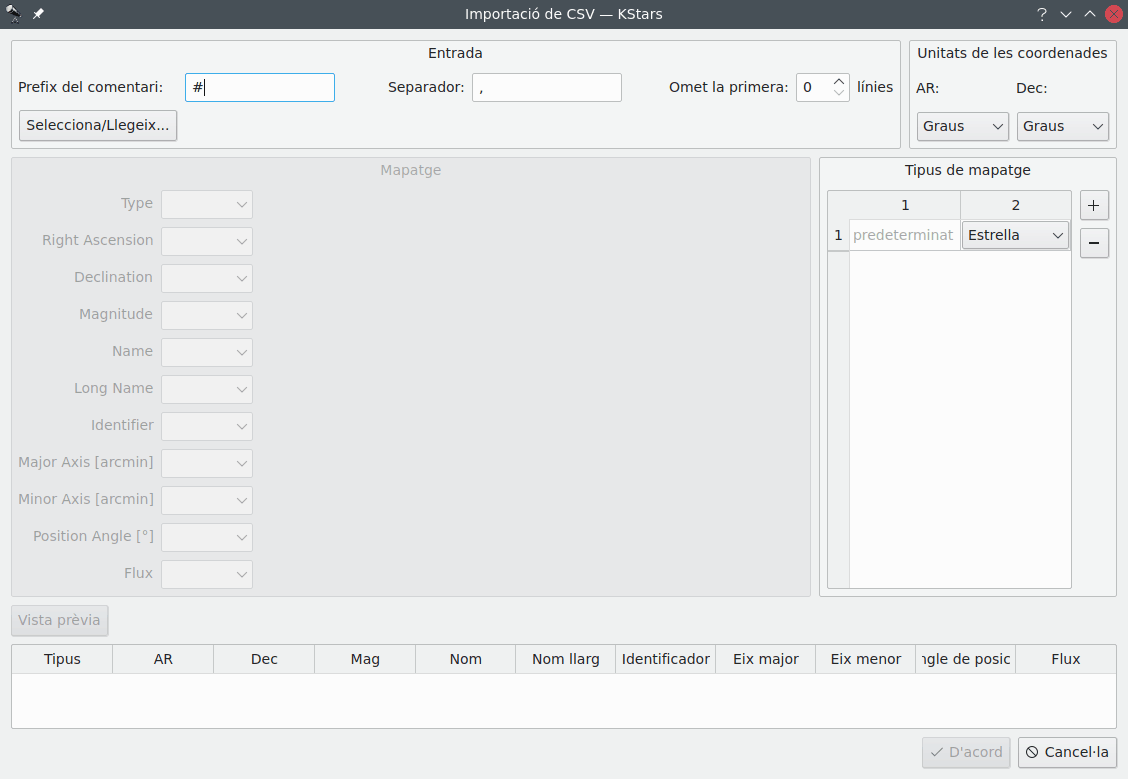 Importació de CSV — KStars
?
Entrada
Prefix del comentari: #
Separador: ,
Omet la primera: 0 línies
Selecciona/Llegeix...
Unitats de les coordenades
AR: Dec:
Graus Graus
Mapatge
Type
Right Ascension
Declination
Magnitude
Name
Long Name
Identifier
Major Axis [arcmin]
Minor Axis [arcmin]
Position Angle [°]
Flux
Tipus de mapatge
1 2
1 predeterminat Estrella
+
−
Vista prèvia
Tipus AR Dec Mag Nom Nom llarg Identificador Eix major Eix menor ngle de posic Flux
D'acord Cancel·la